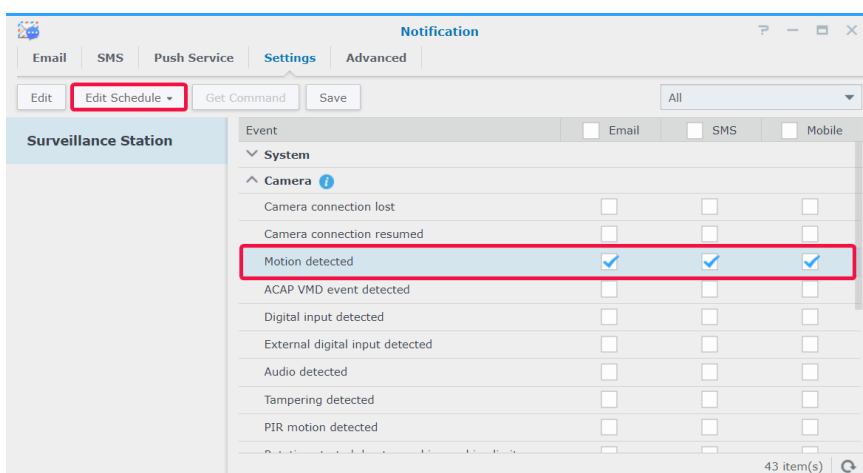 Notification
Email SMS Push Service Settings Advanced
Edit Edit Schedule Get Command Save All
Surveillance Station
Event Email SMS Mobile
System
Camera
Camera connection lost
Camera connection resumed
Motion detected
ACAP VMD event detected
Digital input detected
External digital input detected
Audio detected
Tampering detected
PIR motion detected
43 item(s)